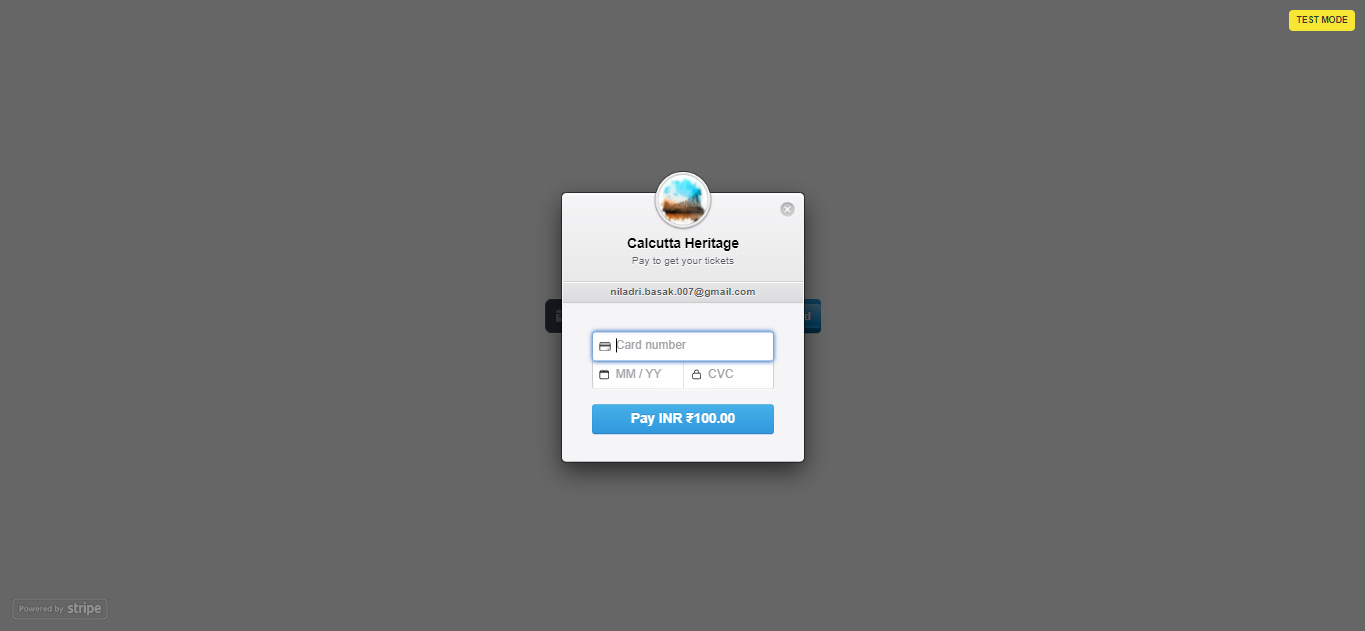 TEST MODE
Calcutta Heritage
Pay to get your tickets
niladri.basak.007@gmail.com
d
Card number
MM / YY
CVC
Pay INR ₹100.00
Powered by stripe